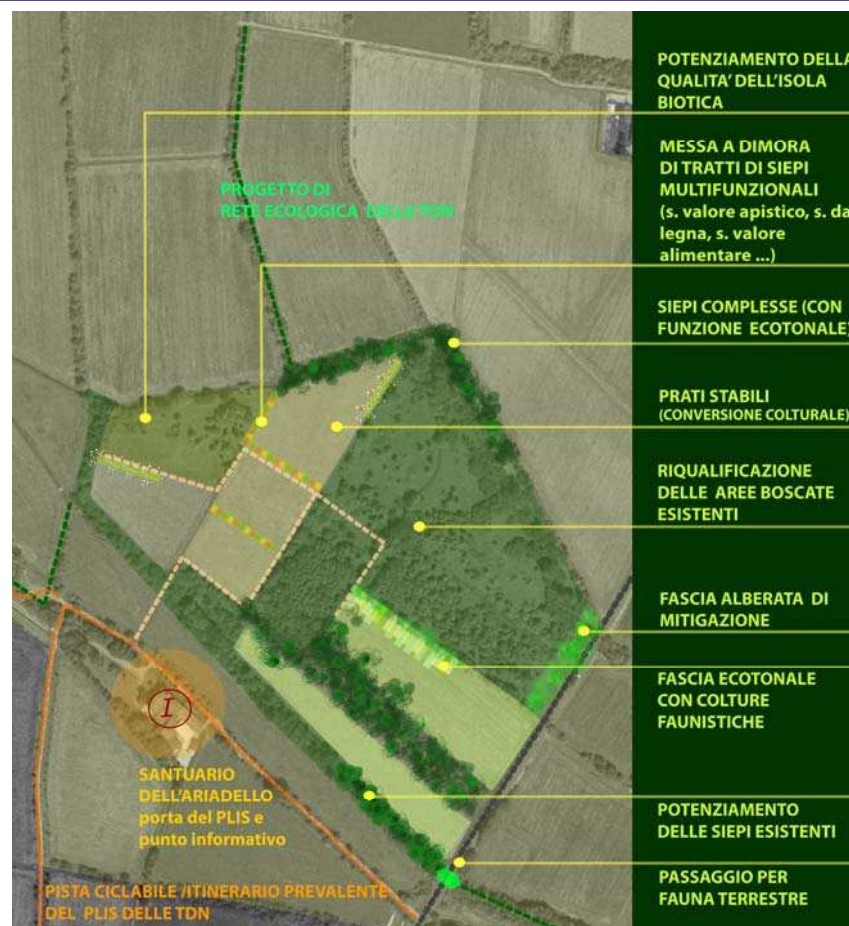 POTENZIAMENTO DELLA
QUALITA' DELL'ISOLA
BIOTICA
MESSA A DIMORA
DI TRATTI DI SIEPI
MULTIFUNZIONALI
(s. valore apistico, s. da
legna, s. valore
alimentare ...)
SIEPI COMPLESSE (CON
FUNZIONE ECOTONALE)
PRATI STABILI
(CONVERSIONE COLTURALE)
RIQUALIFICAZIONE
DELLE AREE BOSCATE
ESISTENTI
FASCIA ALBERATA DI
MITIGAZIONE
FASCIA ECOTONALE
CON COLTURE
FAUNISTICHE
POTENZIAMENTO
DELLE SIEPI ESISTENTI
PASSAGGIO PER
FAUNA TERRESTRE
PROGETTO DI
RETE ECOLOGICA DELLE TDN
I
SANTUARIO
DELL'ARIADELLO
porta del PLIS e
punto informativo
PISTA CICLABILE /ITINERARIO PREVALENTE
DEL PLIS DELLE TDN